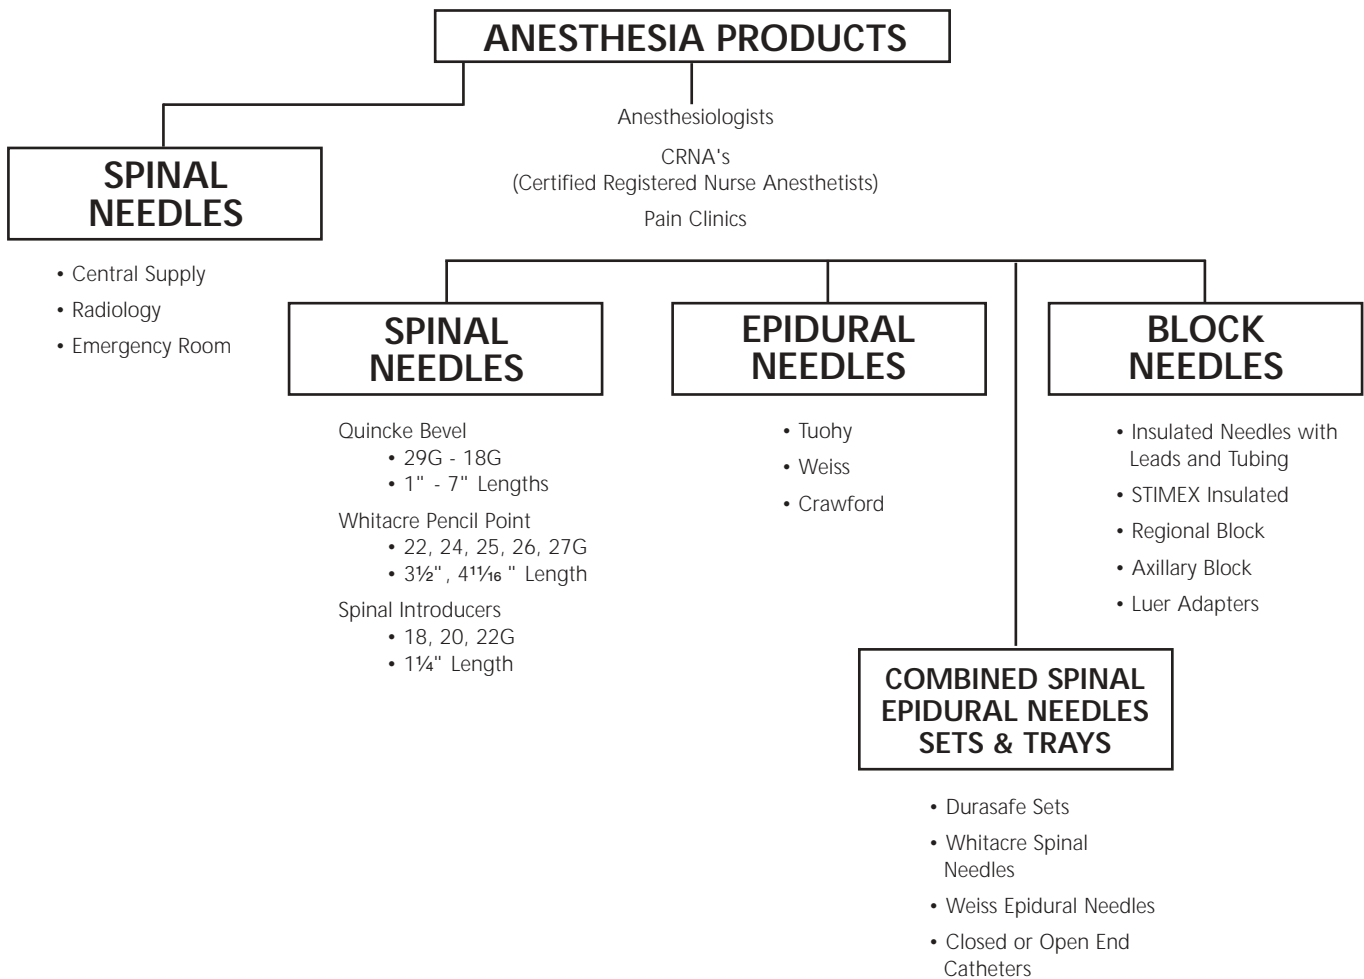 ANESTHESIA PRODUCTS
Anesthesiologists
CRNA's
(Certified Registered Nurse Anesthetists)
Pain Clinics
SPINAL
NEEDLES
• Central Supply
• Radiology
• Emergency Room
SPINAL
NEEDLES
Quincke Bevel
• 29G - 18G
• 1" - 7" Lengths
Whitacre Pencil Point
• 22, 24, 25, 26, 27G
• 3½", 4¹¹⁄₁₆ " Length
Spinal Introducers
• 18, 20, 22G
• 1¼" Length
EPIDURAL
NEEDLES
• Tuohy
• Weiss
• Crawford
BLOCK
NEEDLES
• Insulated Needles with
Leads and Tubing
• STIMEX Insulated
• Regional Block
• Axillary Block
• Luer Adapters
COMBINED SPINAL
EPIDURAL NEEDLES
SETS & TRAYS
• Durasafe Sets
• Whitacre Spinal
Needles
• Weiss Epidural Needles
• Closed or Open End
Catheters